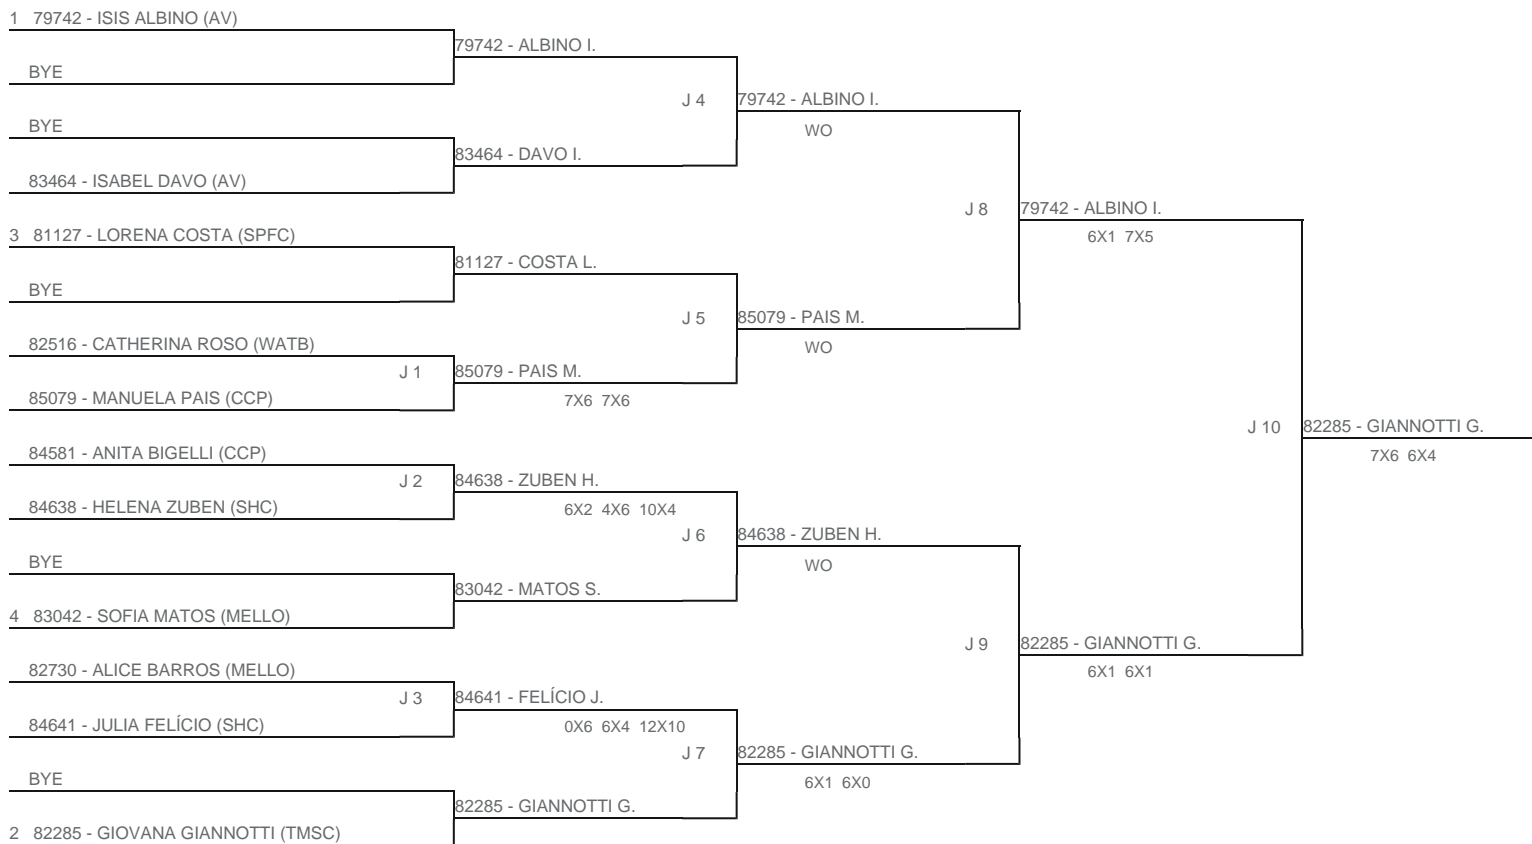 1 79742 - ISIS ALBINO (AV)
79742 - ALBINO I.
BYE
J 4
79742 - ALBINO I.
BYE
WO
83464 - DAVO I.
83464 - ISABEL DAVO (AV)
J 8
79742 - ALBINO I.
3 81127 - LORENA COSTA (SPFC)
6X1 7X5
81127 - COSTA L.
BYE
J 5
85079 - PAIS M.
82516 - CATHERINA ROSO (WATB)
WO
J 1
85079 - PAIS M.
85079 - MANUELA PAIS (CCP)
7X6 7X6
J 10
82285 - GIANNOTTI G.
84581 - ANITA BIGELLI (CCP)
7X6 6X4
J 2
84638 - ZUBEN H.
84638 - HELENA ZUBEN (SHC)
6X2 4X6 10X4
J 6
84638 - ZUBEN H.
BYE
WO
83042 - MATOS S.
4 83042 - SOFIA MATOS (MELLO)
J 9
82285 - GIANNOTTI G.
82730 - ALICE BARROS (MELLO)
6X1 6X1
J 3
84641 - FELÍCIO J.
84641 - JULIA FELÍCIO (SHC)
0X6 6X4 12X10
J 7
82285 - GIANNOTTI G.
BYE
6X1 6X0
82285 - GIANNOTTI G.
2 82285 - GIOVANA GIANNOTTI (TMSC)